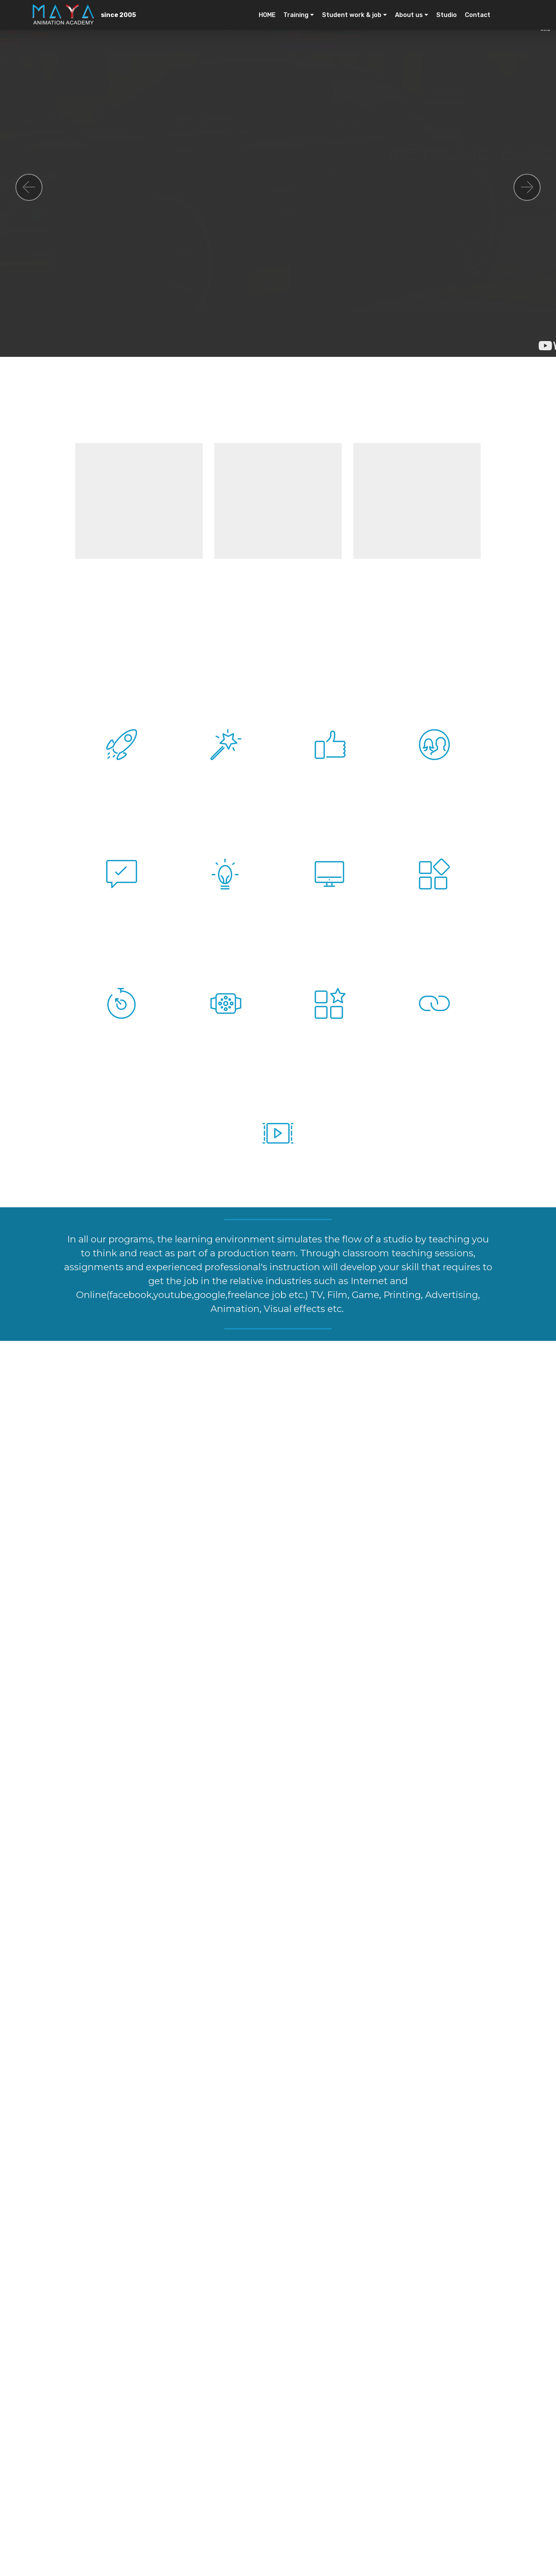 MAYA
ANIMATION ACADEMY
since 2005
HOME Training Student work & job About us Studio Contact
In all our programs, the learning environment simulates the flow of a studio by teaching you
to think and react as part of a production team. Through classroom teaching sessions,
assignments and experienced professional's instruction will develop your skill that requires to
get the job in the relative industries such as Internet and
Online(facebook,youtube,google,freelance job etc.) TV, Film, Game, Printing, Advertising,
Animation, Visual effects etc.